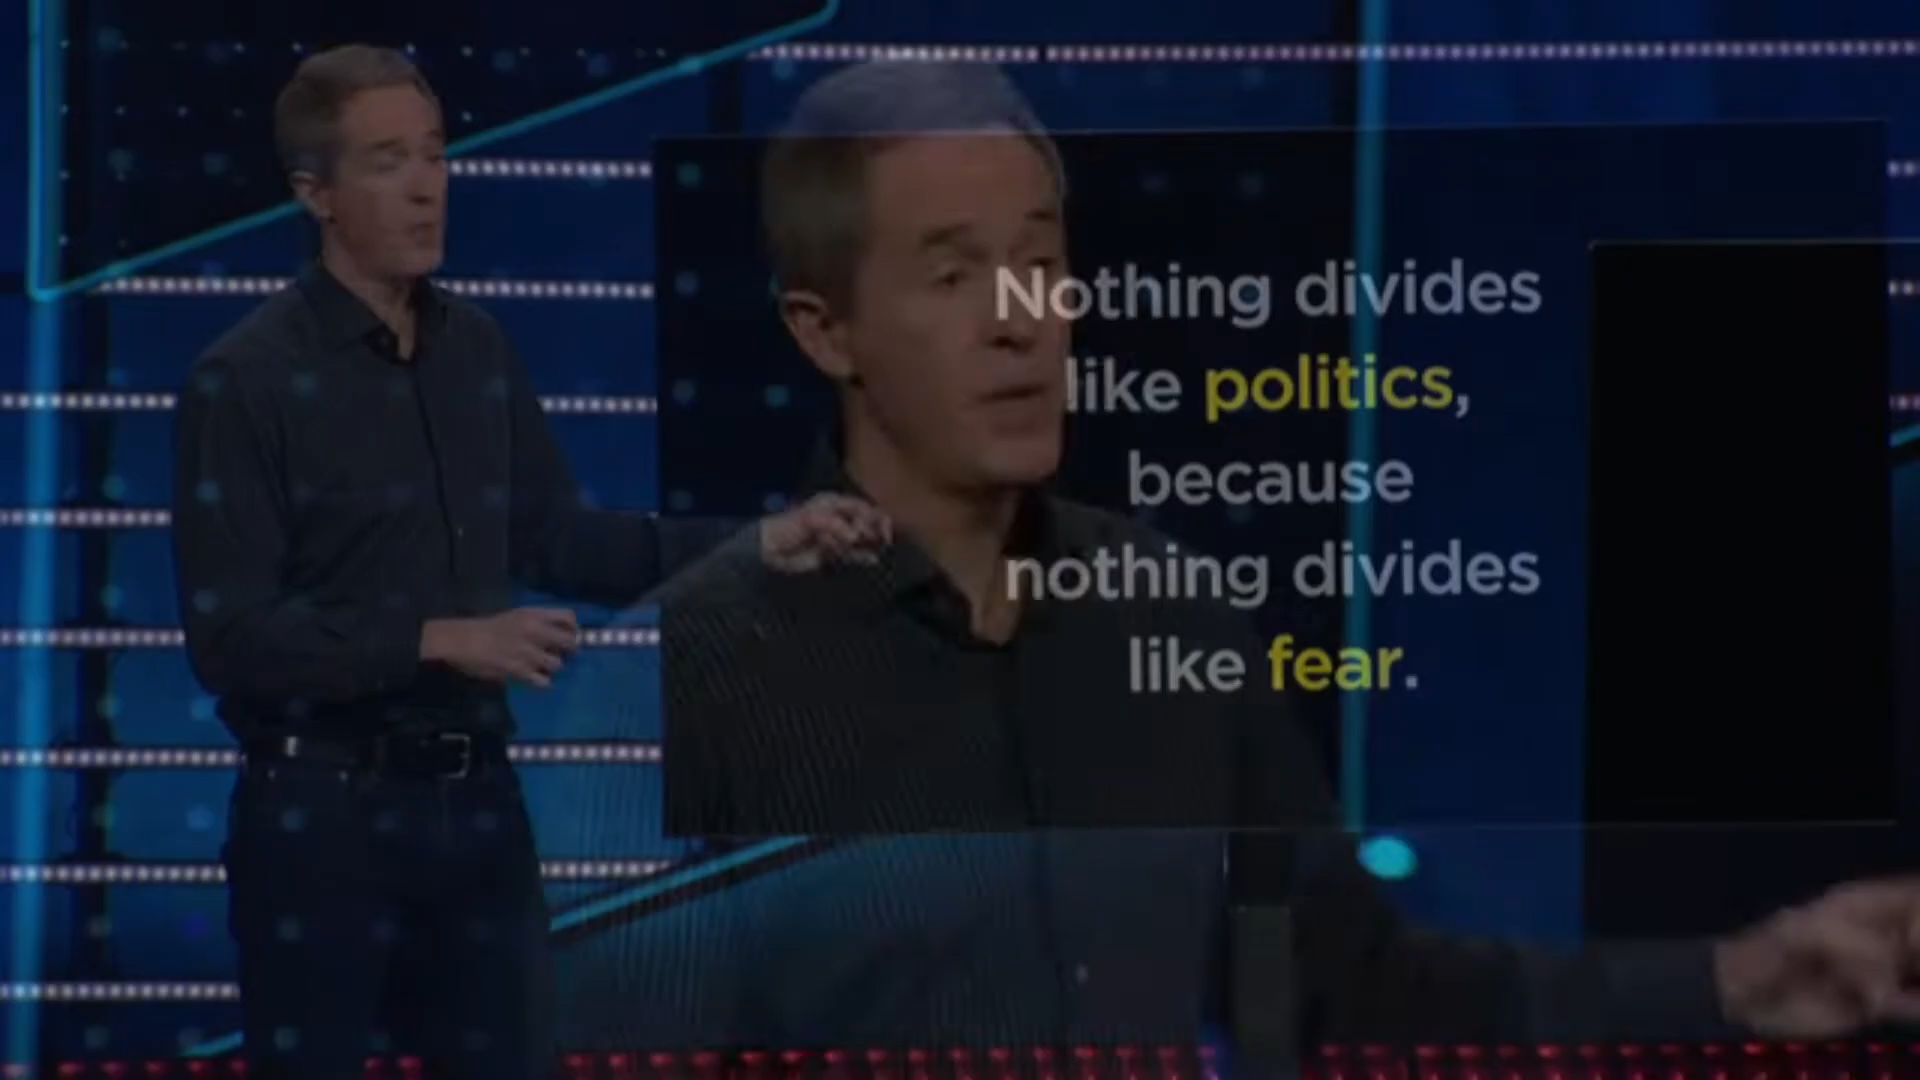 Nothing divides
like politics,
because
nothing divides
like fear.